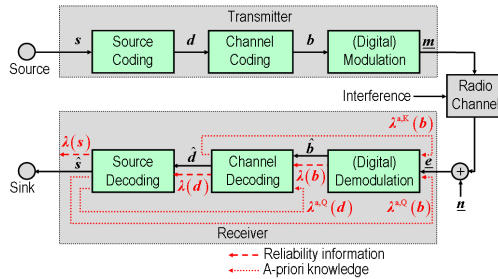 Transmitter
s
Source
Coding
d
Channel
Coding
b
(Digital)
Modulation
m
Source
Interference
Radio
Channel
λ^{a,K}(b)
λ(s)
ŝ
Source
Decoding
d̂
λ(d)
Channel
Decoding
b̂
λ(b)
(Digital)
Demodulation
e
+
n
Sink
λ^{a,Q}(d)
λ^{a,Q}(b)
Receiver
Reliability information
A-priori knowledge